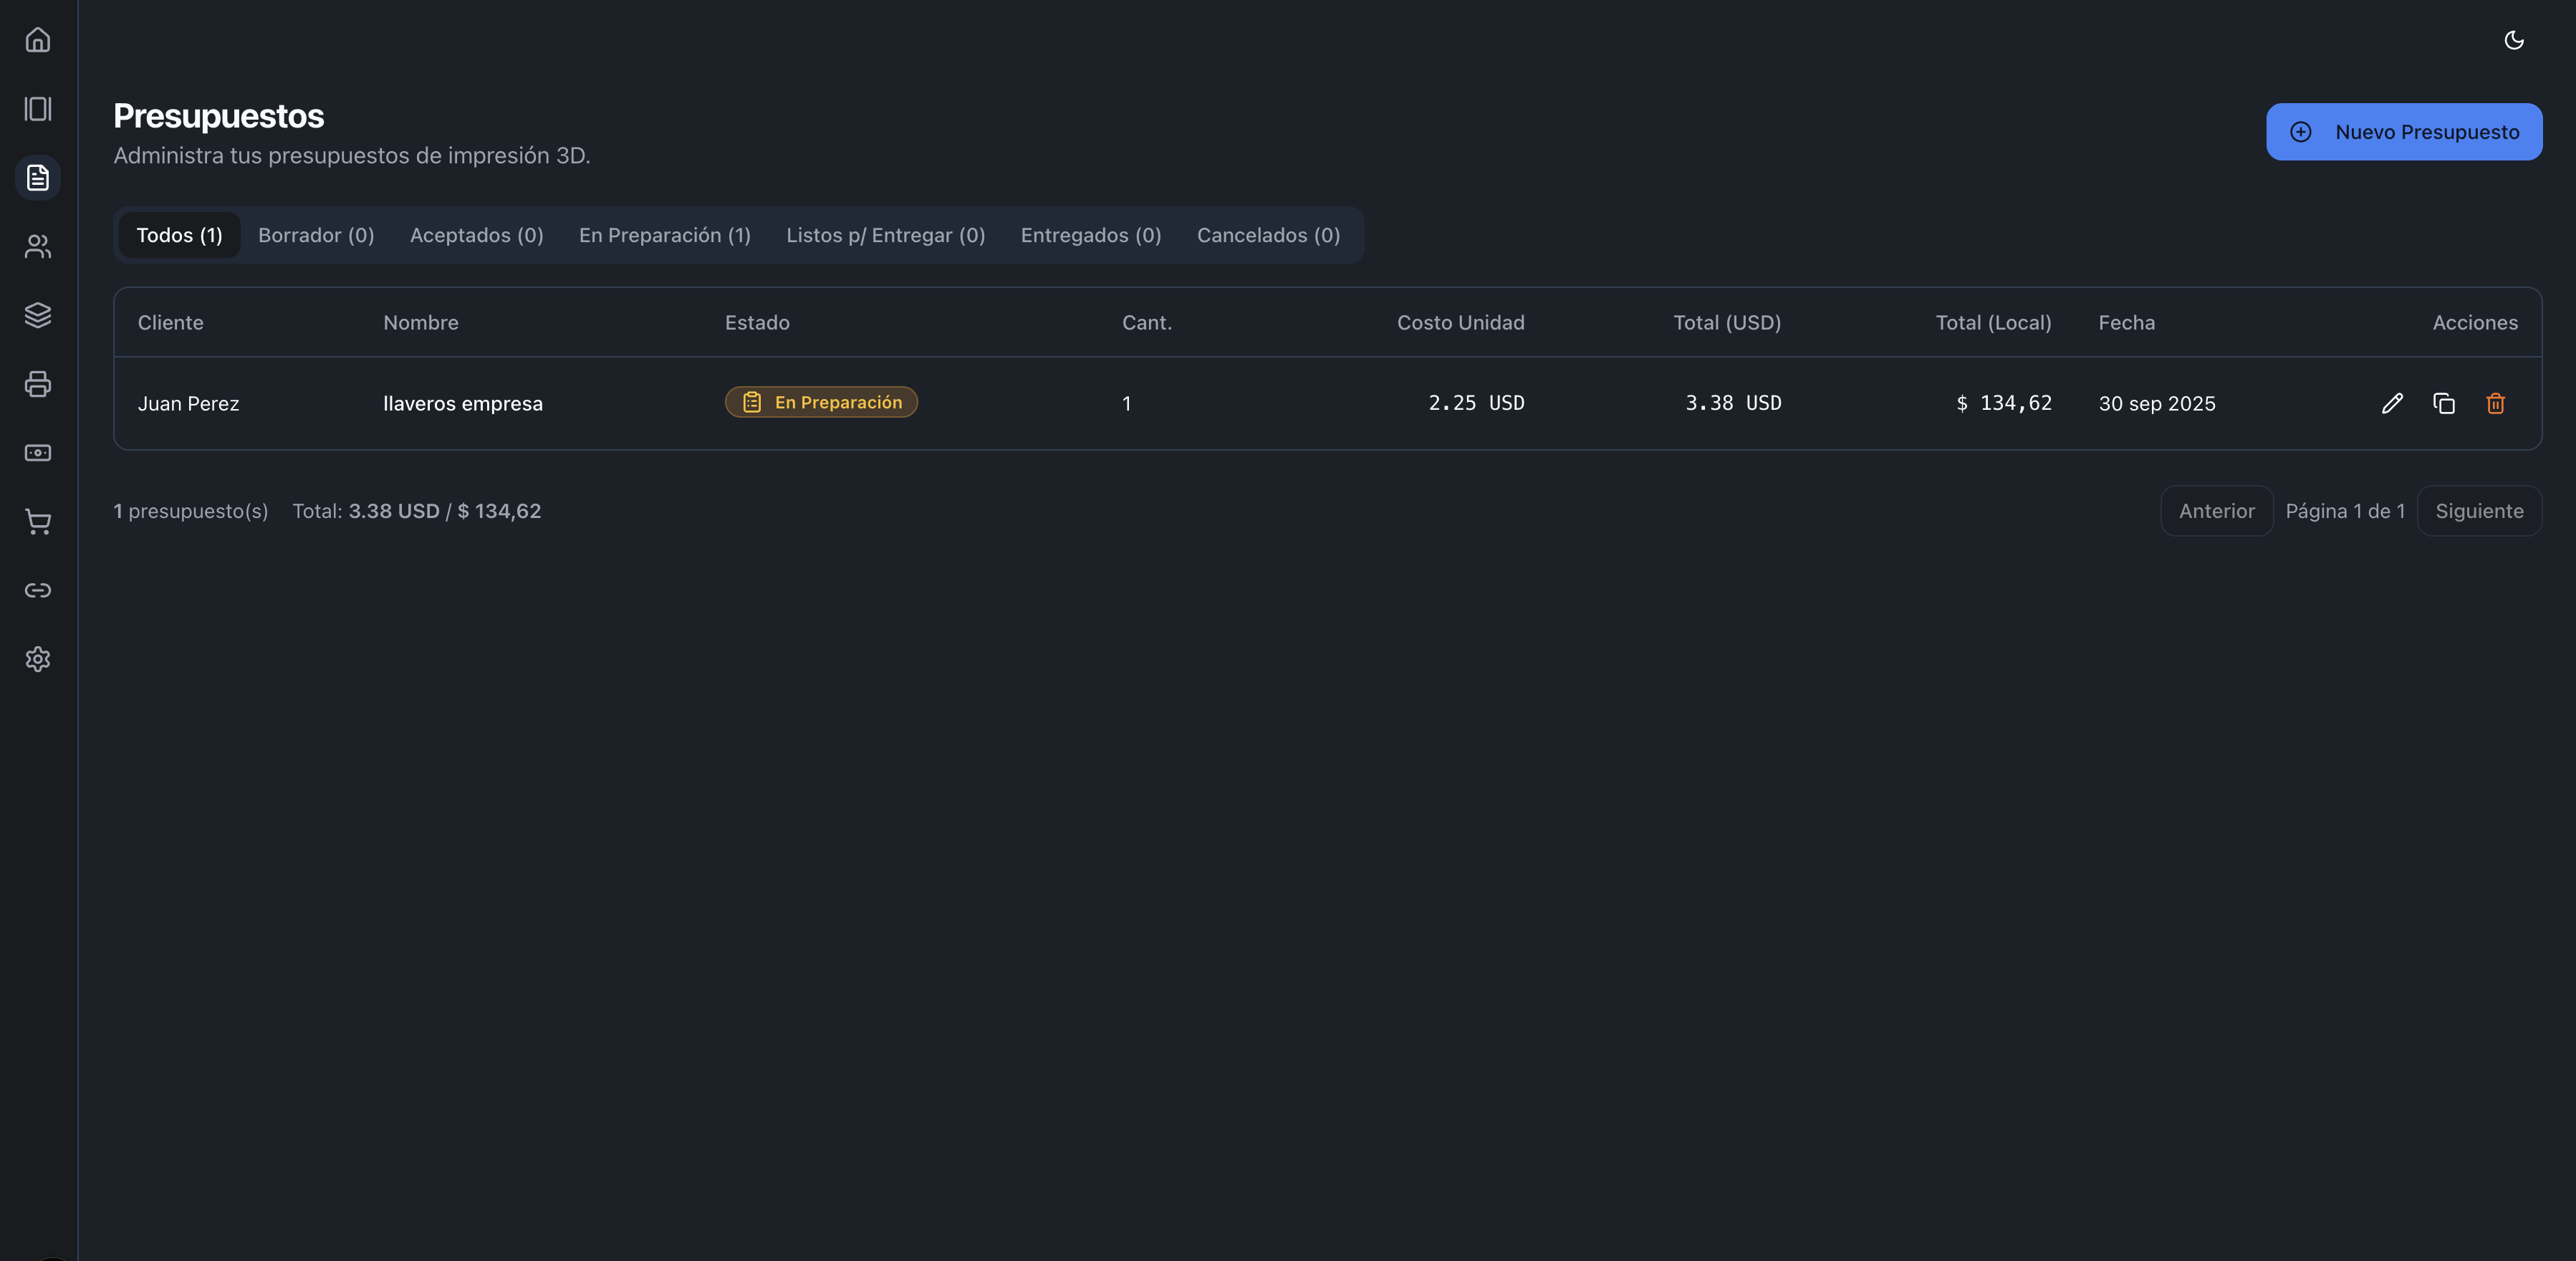 Presupuestos
Administra tus presupuestos de impresión 3D.
Nuevo Presupuesto
Todos (1) Borrador (0) Aceptados (0) En Preparación (1) Listos p/ Entregar (0) Entregados (0) Cancelados (0)
Cliente Nombre Estado Cant. Costo Unidad Total (USD) Total (Local) Fecha Acciones
Juan Perez llaveros empresa En Preparación 1 2.25 USD 3.38 USD $ 134,62 30 sep 2025
1 presupuesto(s) Total: 3.38 USD / $ 134,62 Anterior Página 1 de 1 Siguiente